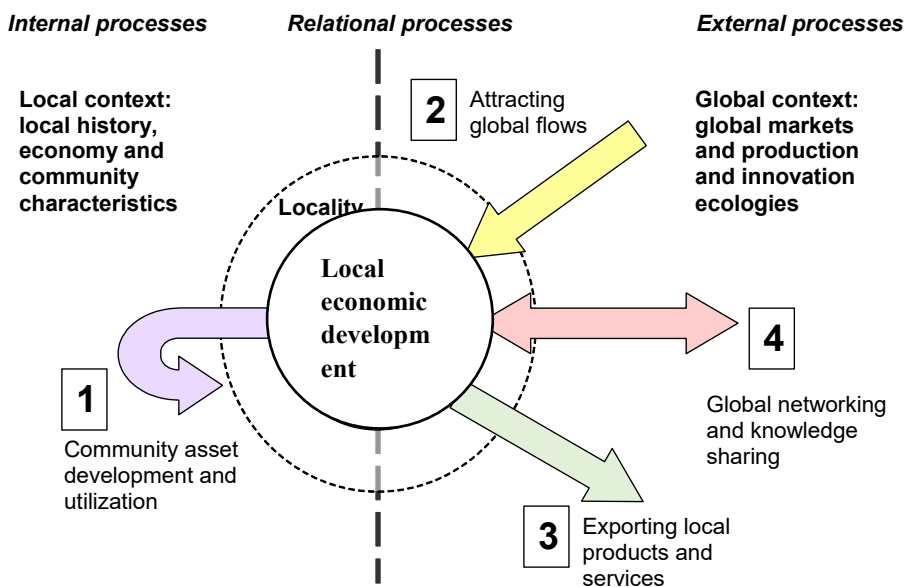 Internal processes
Relational processes
External processes
Local context:
local history,
economy and
community
characteristics
2
Attracting
global flows
Global context:
global markets
and production
and innovation
ecologies
Locality
Local
economic
developm
ent
1
Community asset
development and
utilization
4
Global networking
and knowledge
sharing
3
Exporting local
products and
services